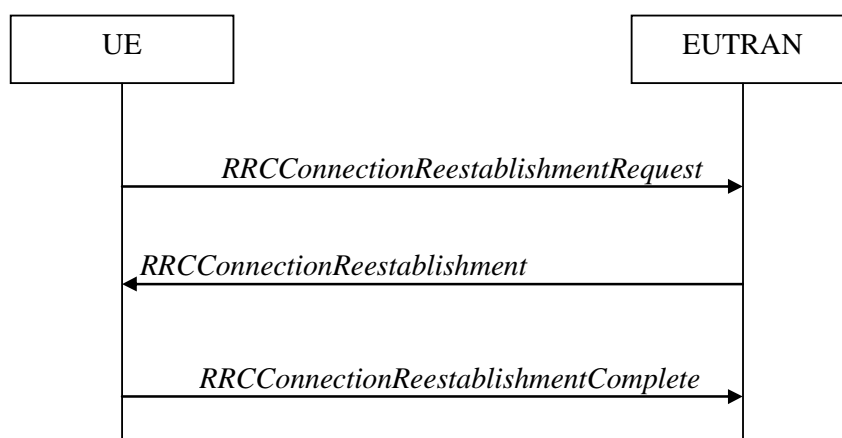 UE
EUTRAN
RRCConnectionReestablishmentRequest
RRCConnectionReestablishment
RRCConnectionReestablishmentComplete